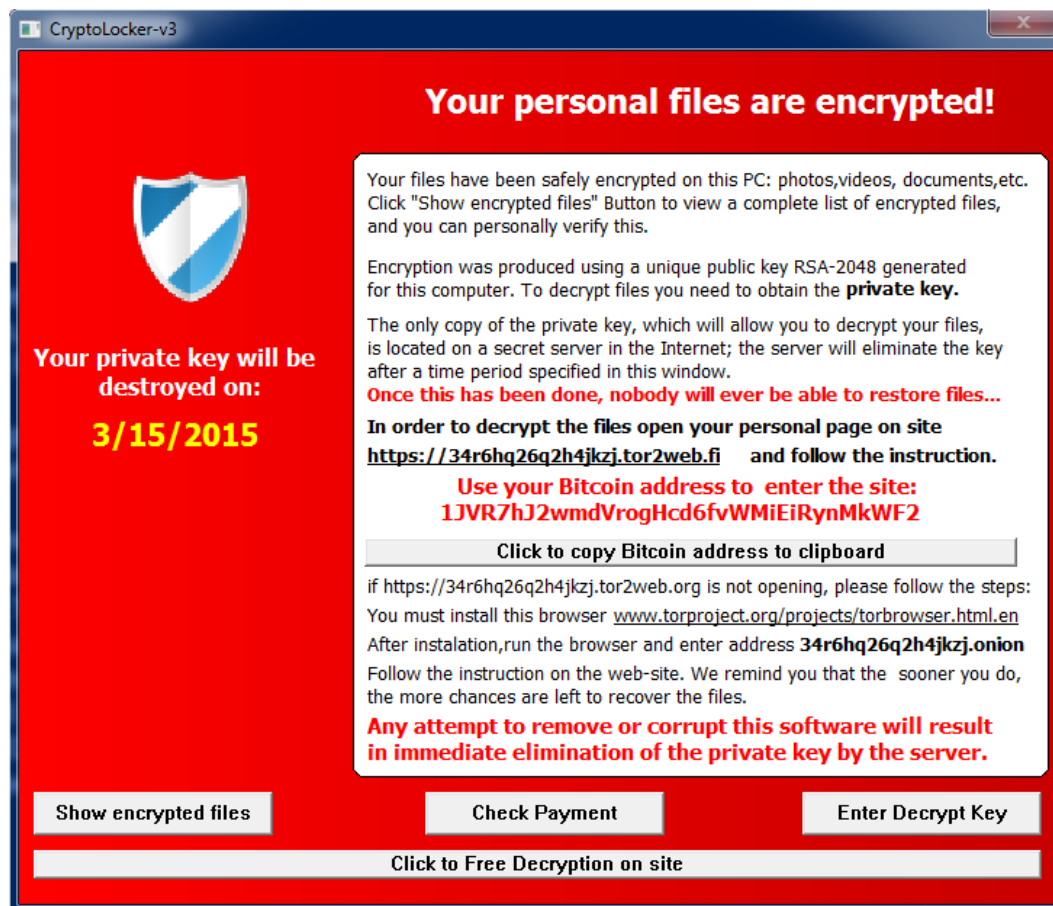 CryptoLocker-v3
Your personal files are encrypted!
Your private key will be
destroyed on:
3/15/2015
Your files have been safely encrypted on this PC: photos,videos, documents,etc.
Click "Show encrypted files" Button to view a complete list of encrypted files,
and you can personally verify this.
Encryption was produced using a unique public key RSA-2048 generated
for this computer. To decrypt files you need to obtain the private key.
The only copy of the private key, which will allow you to decrypt your files,
is located on a secret server in the Internet; the server will eliminate the key
after a time period specified in this window.
Once this has been done, nobody will ever be able to restore files...
In order to decrypt the files open your personal page on site
https://34r6hq26q2h4jkzj.tor2web.fi and follow the instruction.
Use your Bitcoin address to enter the site:
1JVR7hJ2wmdVrogHcd6fvWMiEiRynMkWF2
Click to copy Bitcoin address to clipboard
if https://34r6hq26q2h4jkzj.tor2web.org is not opening, please follow the steps:
You must install this browser www.torproject.org/projects/torbrowser.html.en
After instalation,run the browser and enter address 34r6hq26q2h4jkzj.onion
Follow the instruction on the web-site. We remind you that the sooner you do,
the more chances are left to recover the files.
Any attempt to remove or corrupt this software will result
in immediate elimination of the private key by the server.
Show encrypted files
Check Payment
Enter Decrypt Key
Click to Free Decryption on site